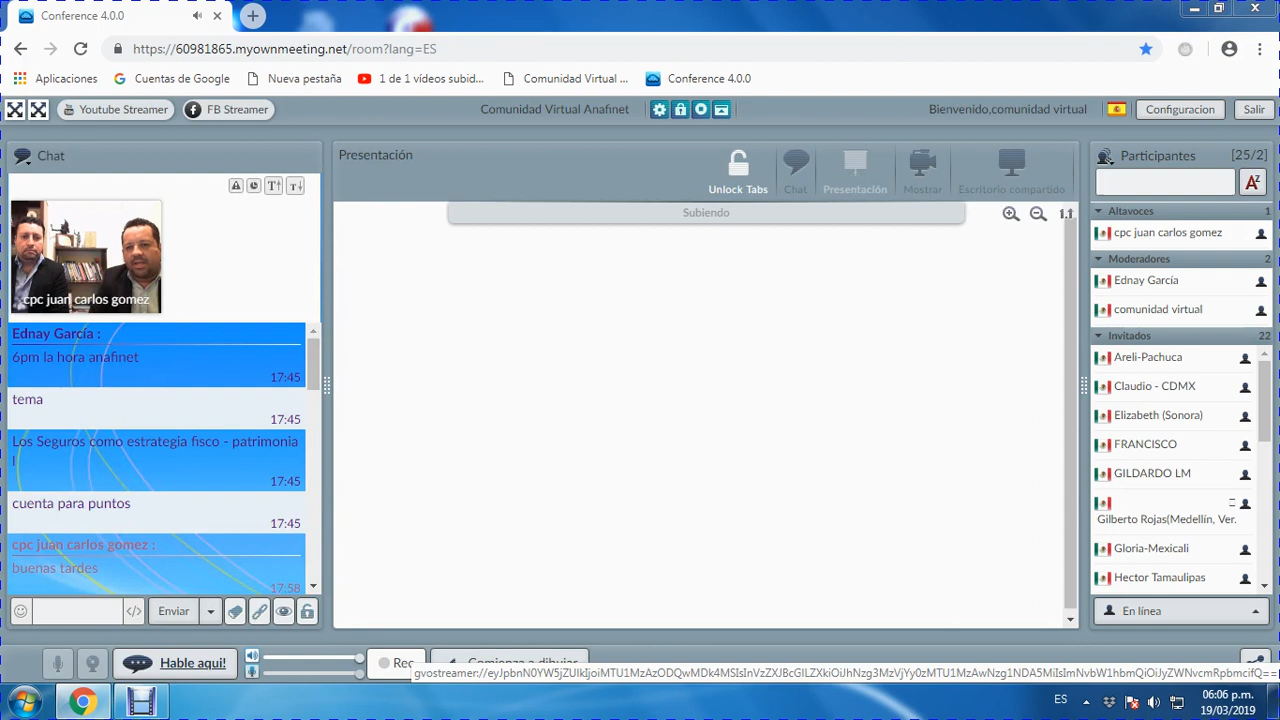 Conference 4.0.0
https://60981865.myownmeeting.net/room?lang=ES
Aplicaciones
Cuentas de Google
Nueva pestaña
1 de 1 vídeos subid...
Comunidad Virtual ...
Conference 4.0.0
Youtube Streamer
FB Streamer
Comunidad Virtual Anafinet
Bienvenido,comunidad virtual
Configuracion
Salir
Chat
cpc juan carlos gomez
Ednay García :
6pm la hora anafinet
17:45
tema
17:45
Los Seguros como estrategia fisco - patrimonia
l
17:45
cuenta para puntos
17:45
cpc juan carlos gomez :
buenas tardes
17:58
Enviar
Presentación
Unlock Tabs
Chat
Presentación
Mostrar
Escritorio compartido
Subiendo
1.1
Participantes
[25/2]
Altavoces 1
cpc juan carlos gomez
Moderadores 2
Ednay García
comunidad virtual
Invitados 22
Areli-Pachuca
Claudio - CDMX
Elizabeth (Sonora)
FRANCISCO
GILDARDO LM
Gilberto Rojas(Medellín, Ver.
Gloria-Mexicali
Hector Tamaulipas
En línea
Hable aqui!
Rec
Comienza a dibujar
ES
06:06 p.m.
19/03/2019